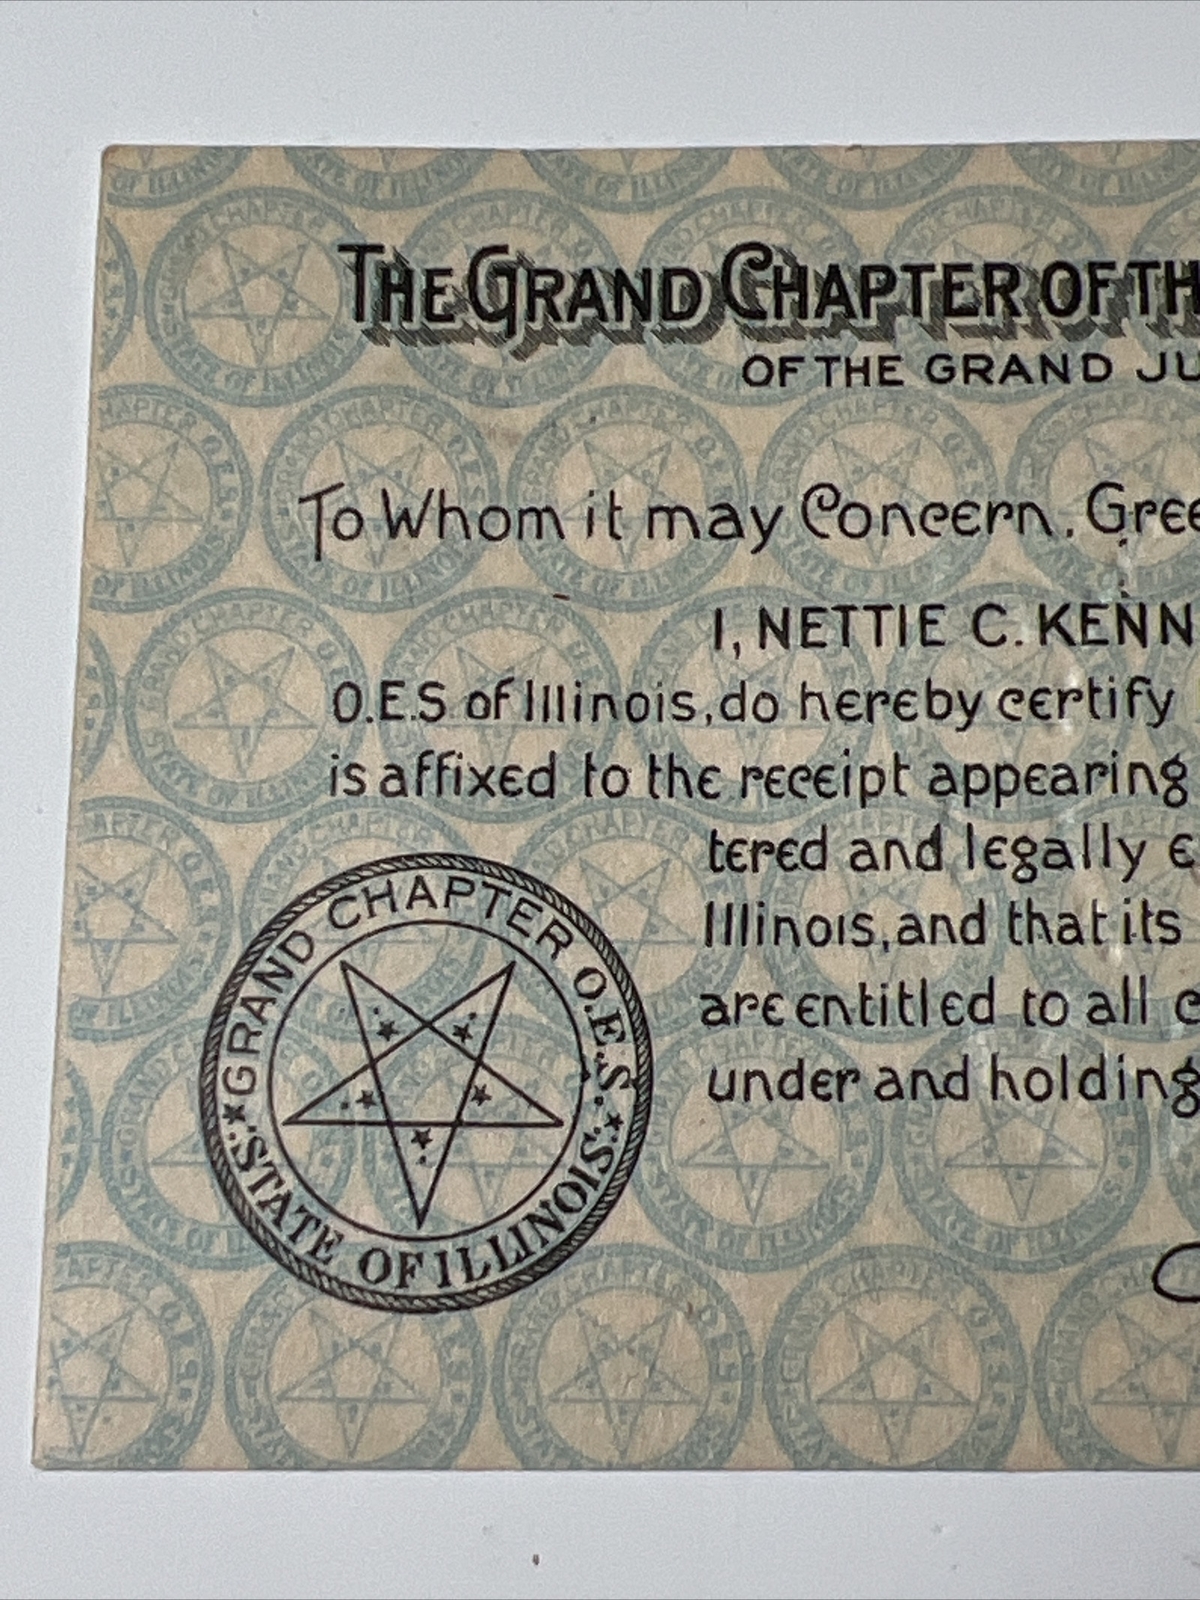 THE GRAND CHAPTER OF TH
OF THE GRAND JU
To Whom it may Concern, Gree
I, NETTIE C. KENN
O.E.S of Illinois, do hereby certify
is affixed to the receipt appearing
tered and legally e
Illinois, and that its
are entitled to all e
under and holding
GRAND CHAPTER O.E.S.
STATE OF ILLINOIS